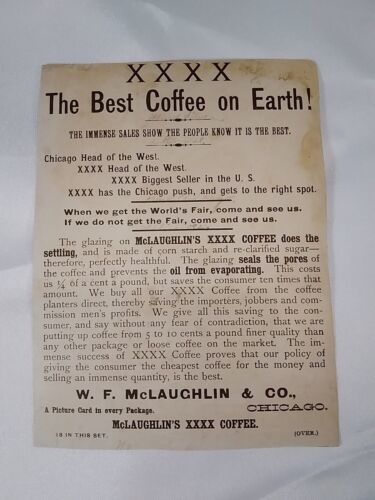 XXXX
The Best Coffee on Earth!
THE IMMENSE SALES SHOW THE PEOPLE KNOW IT IS THE BEST.
Chicago Head of the West.
XXXX Head of the West.
XXXX Biggest Seller in the U. S.
XXXX has the Chicago push, and gets to the right spot.
When we get the World's Fair, come and see us.
If we do not get the Fair, come and see us.
The glazing on McLAUGHLIN'S XXXX COFFEE does the
settling, and is made of corn starch and re-clarified sugar—
therefore, perfectly healthful. The glazing seals the pores of
the coffee and prevents the oil from evaporating. This costs
us ¼ of a cent a pound, but saves the consumer ten times that
amount. We buy all our XXXX Coffee from the coffee
planters direct, thereby saving the importers, jobbers and com-
mission men's profits. We give all this saving to the con-
sumer, and say without any fear of contradiction, that we are
putting up coffee from 5 to 10 cents a pound finer quality than
any other package or loose coffee on the market. The im-
mense success of XXXX Coffee proves that our policy of
giving the consumer the cheapest coffee for the money and
selling an immense quantity, is the best.
W. F. McLAUGHLIN & CO.,
A Picture Card in every Package. CHICAGO.
McLAUGHLIN'S XXXX COFFEE.
18 IN THIS SET. (OVER.)